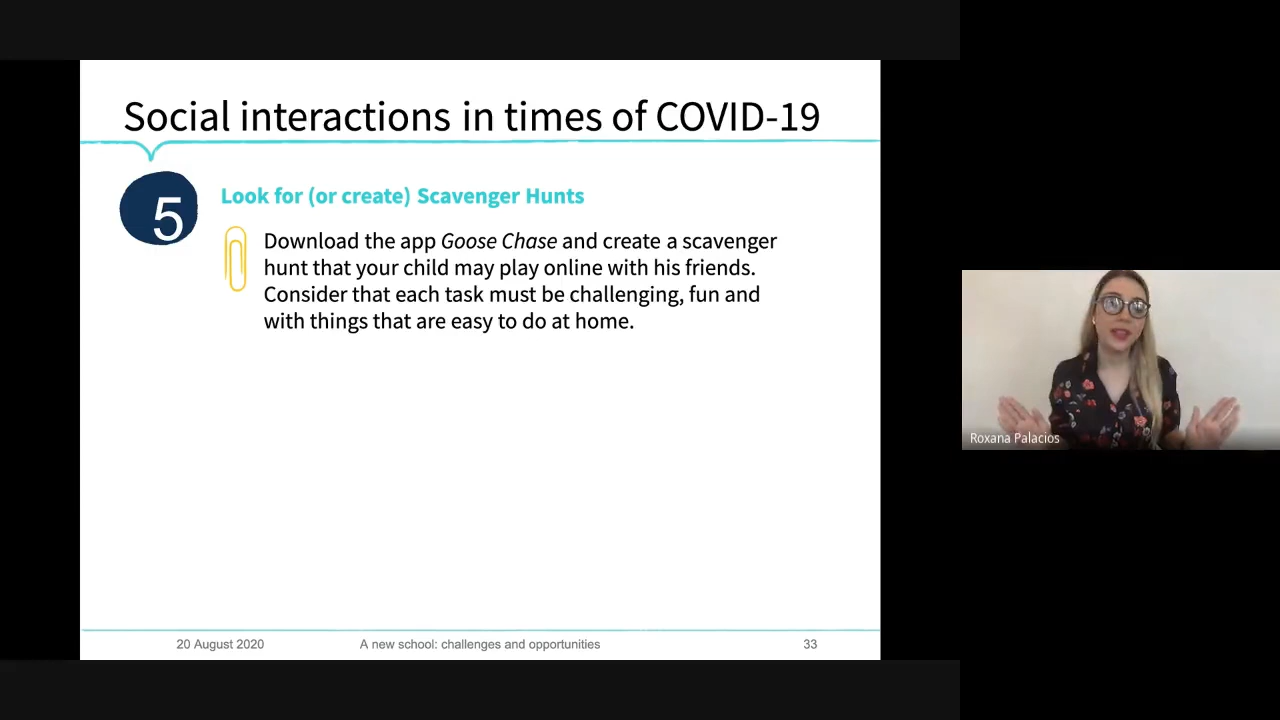 Social interactions in times of COVID-19
5
Look for (or create) Scavenger Hunts
Download the app Goose Chase and create a scavenger
hunt that your child may play online with his friends.
Consider that each task must be challenging, fun and
with things that are easy to do at home.
20 August 2020
A new school: challenges and opportunities
33
Roxana Palacios